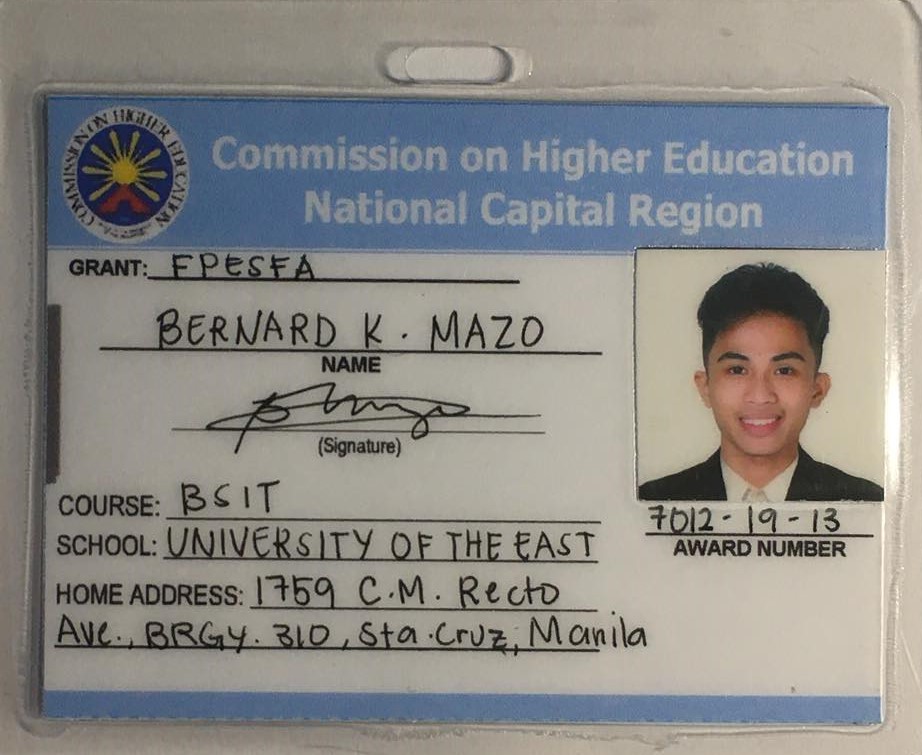 COMMISSION ON HIGHER EDUCATION
Commission on Higher Education
National Capital Region
GRANT: FPESFA
BERNARD K. MAZO
NAME
(Signature)
COURSE: BSIT
7012-19-13
SCHOOL: UNIVERSITY OF THE EAST
AWARD NUMBER
HOME ADDRESS: 1759 C.M. Recto
Ave., BRGY. 310, Sta. Cruz, Manila